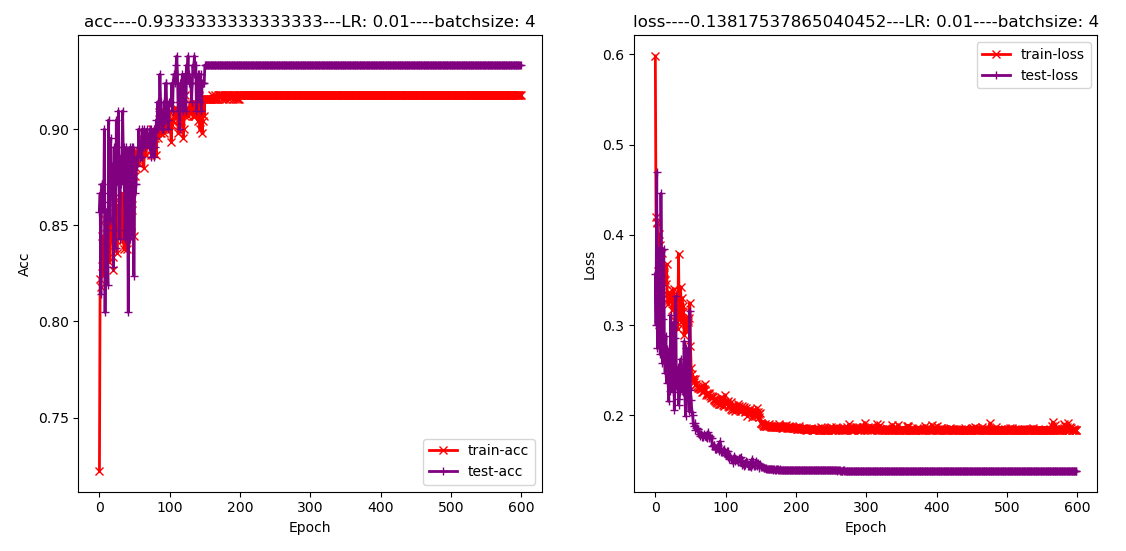 acc----0.9333333333333333---LR: 0.01----batchsize: 4
Acc
0.90
0.85
0.80
0.75
train-acc
test-acc
0 100 200 300 400 500 600
Epoch
loss----0.13817537865040452---LR: 0.01----batchsize: 4
Loss
0.6
0.5
0.4
0.3
0.2
train-loss
test-loss
0 100 200 300 400 500 600
Epoch